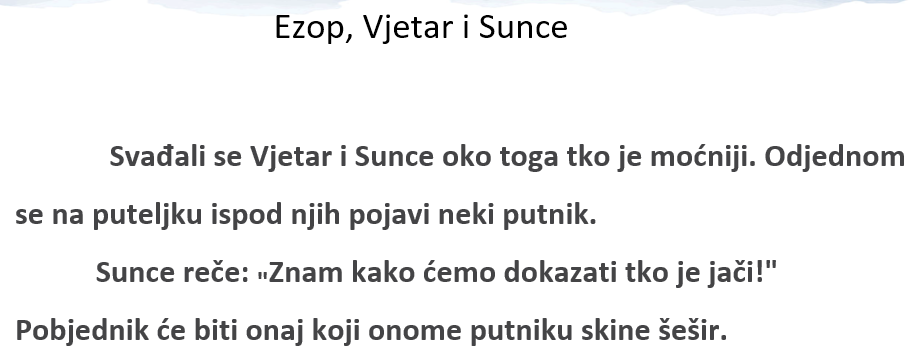 Ezop, Vjetar i Sunce
Svađali se Vjetar i Sunce oko toga tko je moćniji. Odjednom
se na puteljku ispod njih pojavi neki putnik.
Sunce reče: "Znam kako ćemo dokazati tko je jači!"
Pobjednik će biti onaj koji onome putniku skine šešir.